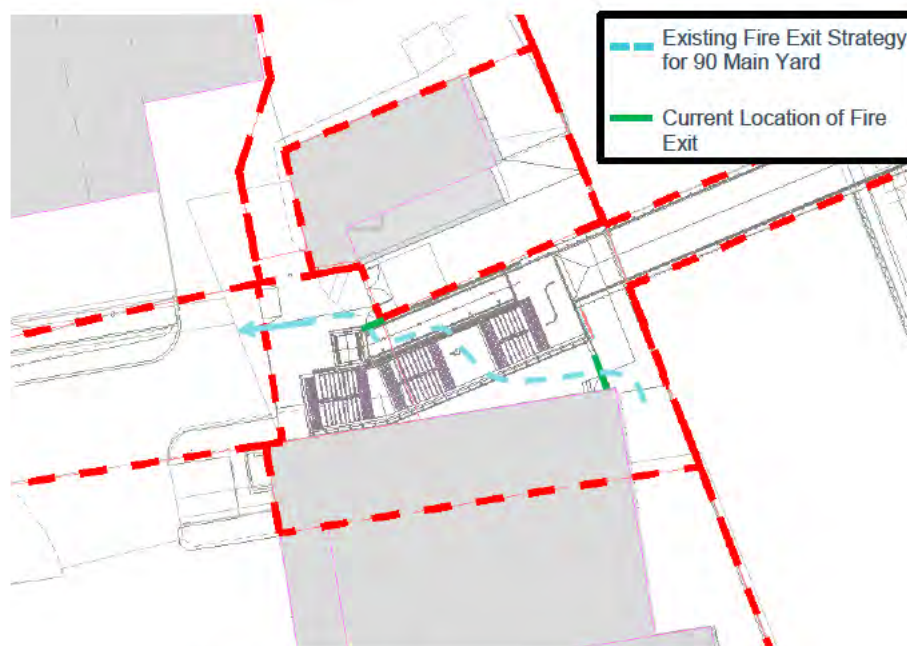 Existing Fire Exit Strategy
for 90 Main Yard
Current Location of Fire
Exit